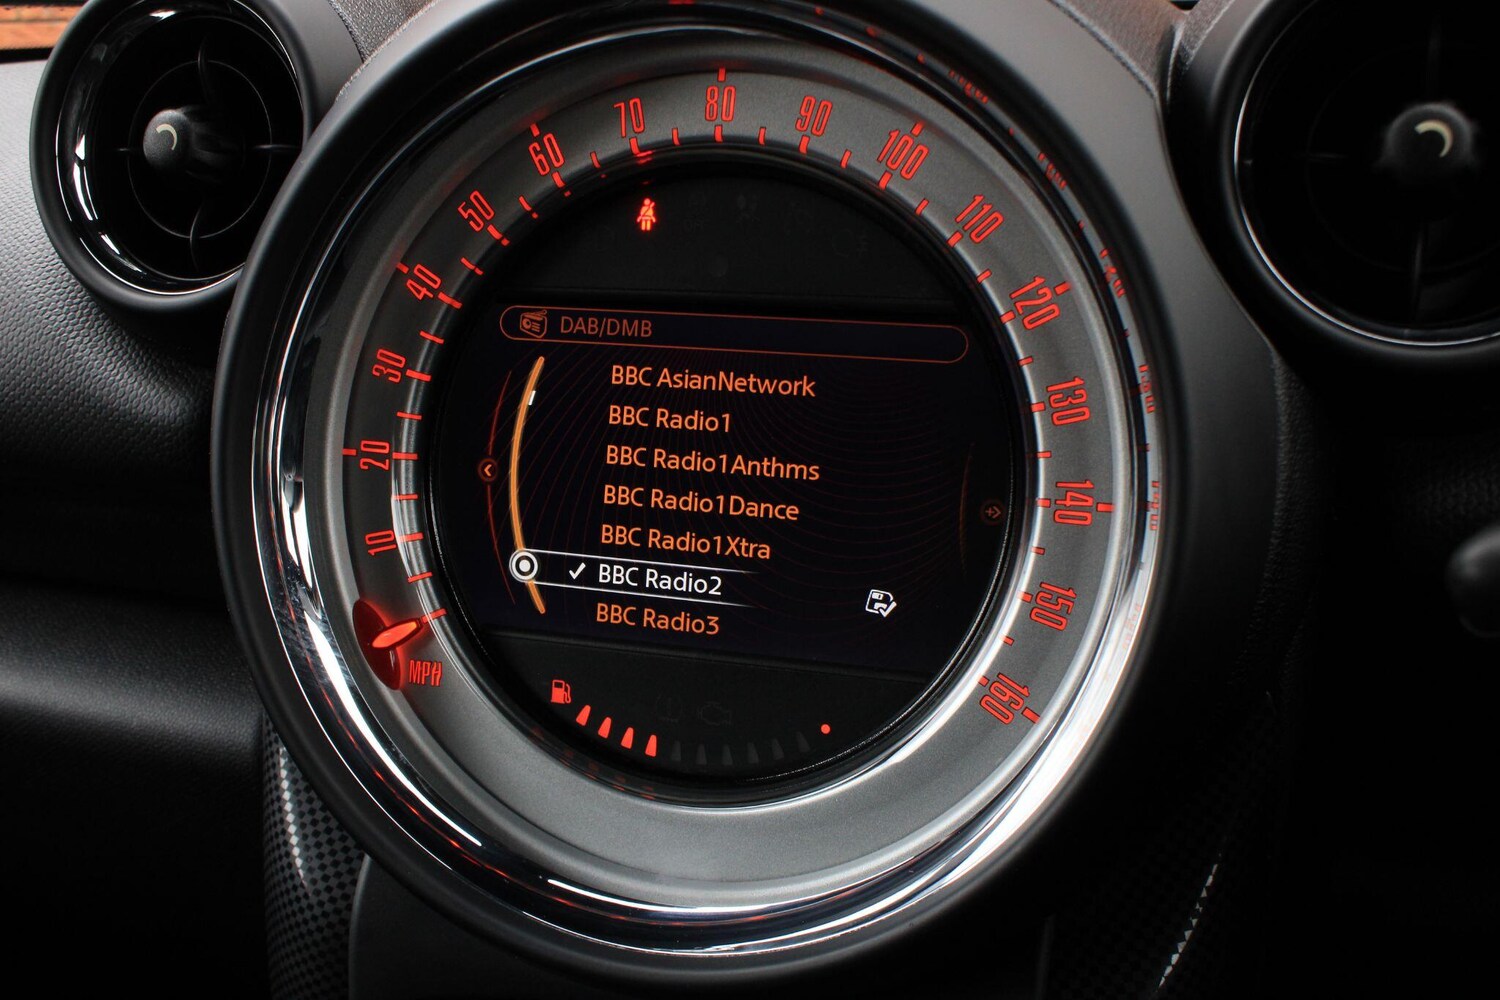 10
20
30
40
50
60
70
80
90
100
110
120
130
140
150
160
MPH
DAB/DMB
BBC AsianNetwork
BBC Radio1
BBC Radio1Anthms
BBC Radio1Dance
BBC Radio1Xtra
BBC Radio2
BBC Radio3